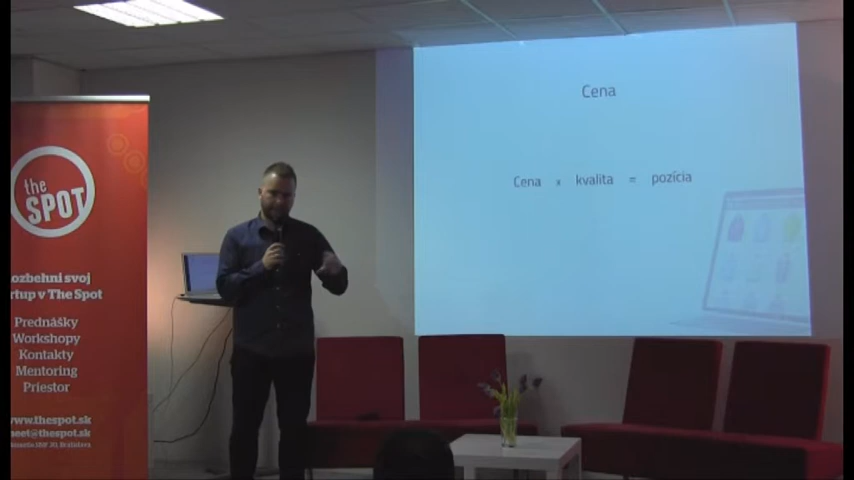 the
SPOT
ozbehni svoj
rtup v The Spot
Prednášky
Workshopy
Kontakty
Mentoring
Priestor
www.thespot.sk
meet@thespot.sk
Cena
Cena x kvalita = pozícia